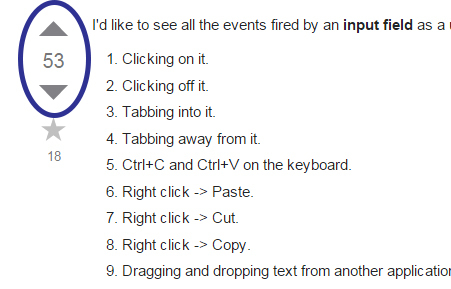 I'd like to see all the events fired by an input field as a
53
1. Clicking on it.
2. Clicking off it.
3. Tabbing into it.
4. Tabbing away from it.
18
5. Ctrl+C and Ctrl+V on the keyboard.
6. Right click -> Paste.
7. Right click -> Cut.
8. Right click -> Copy.
9. Dragging and dropping text from another